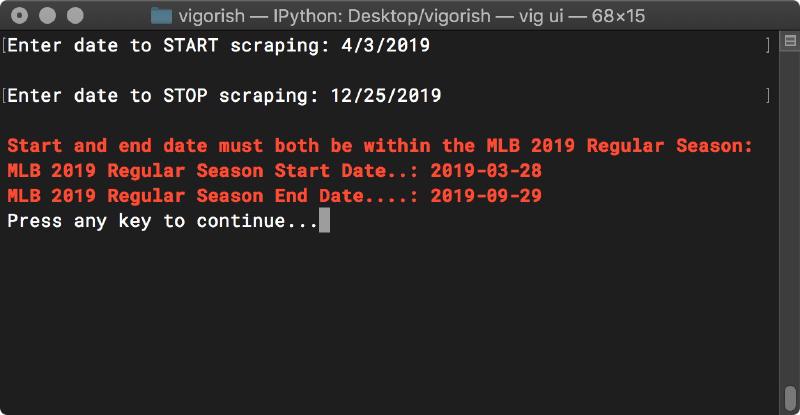 vigorish — IPython: Desktop/vigorish — vig ui — 68×15
[Enter date to START scraping: 4/3/2019 ]
[Enter date to STOP scraping: 12/25/2019 ]
Start and end date must both be within the MLB 2019 Regular Season:
MLB 2019 Regular Season Start Date..: 2019-03-28
MLB 2019 Regular Season End Date....: 2019-09-29
Press any key to continue...